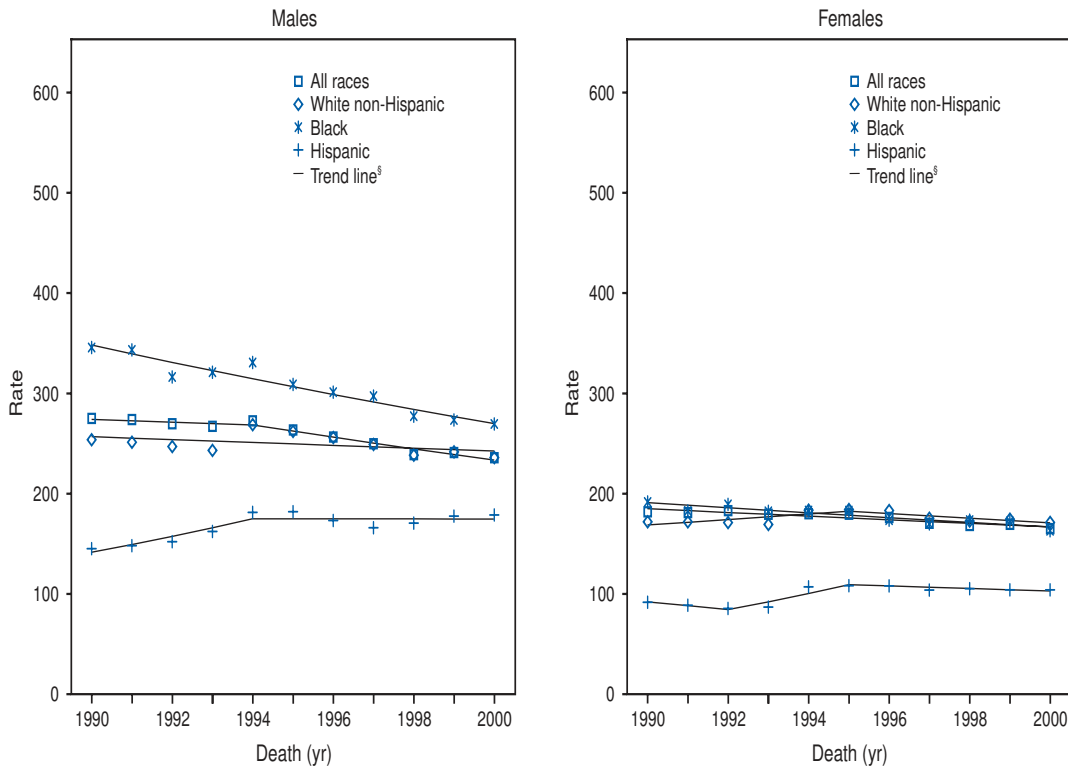 Males
All races
White non-Hispanic
Black
Hispanic
Trend line§
600
500
400
300
200
100
0
Rate
1990 1992 1994 1996 1998 2000
Death (yr)
Females
All races
White non-Hispanic
Black
Hispanic
Trend line§
600
500
400
300
200
100
0
Rate
1990 1992 1994 1996 1998 2000
Death (yr)